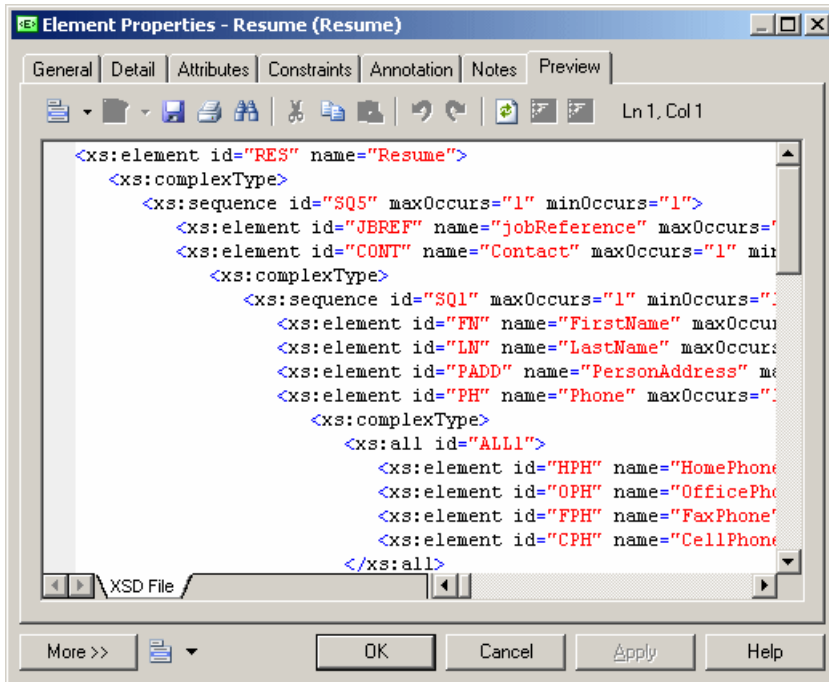 Element Properties - Resume (Resume)
General Detail Attributes Constraints Annotation Notes Preview
Ln 1, Col 1
<xs:element id="RES" name="Resume">
<xs:complexType>
<xs:sequence id="SQ5" maxOccurs="1" minOccurs="1">
<xs:element id="JBREF" name="jobReference" maxOccurs="
<xs:element id="CONT" name="Contact" maxOccurs="1" min
<xs:complexType>
<xs:sequence id="SQ1" maxOccurs="1" minOccurs="1
<xs:element id="FN" name="FirstName" maxOccu
<xs:element id="LN" name="LastName" maxOccurs
<xs:element id="PADD" name="PersonAddress" ma
<xs:element id="PH" name="Phone" maxOccurs="1
<xs:complexType>
<xs:all id="ALL1">
<xs:element id="HPH" name="HomePhone
<xs:element id="OPH" name="OfficePho
<xs:element id="FPH" name="FaxPhone"
<xs:element id="CPH" name="CellPhone
</xs:all>
XSD File
More >> OK Cancel Apply Help